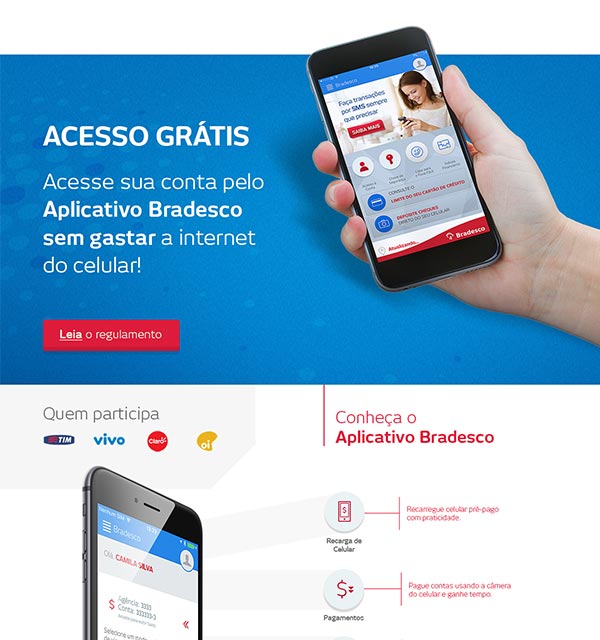 ACESSO GRÁTIS
Acesse sua conta pelo
Aplicativo Bradesco
sem gastar a internet
do celular!
Leia o regulamento
Bradesco
Faça transações
por SMS sempre
que precisar
SAIBA MAIS
CONSULTE O
LIMITE DO SEU CARTÃO DE CRÉDITO
DEPOSITE CHEQUES
DIRETO DO SEU CELULAR
Atualizando...
Bradesco
Quem participa
TIM
vivo
Claro
oi
Conheça o
Aplicativo Bradesco
Nenhum SIM
Bradesco
Olá, CAMILA SILVA
Agência: 3333
Conta: 333333-3
Recarga de
Celular
Recarregue celular pré-pago
com praticidade.
Pagamentos
Pague contas usando a câmera
do celular e ganhe tempo.